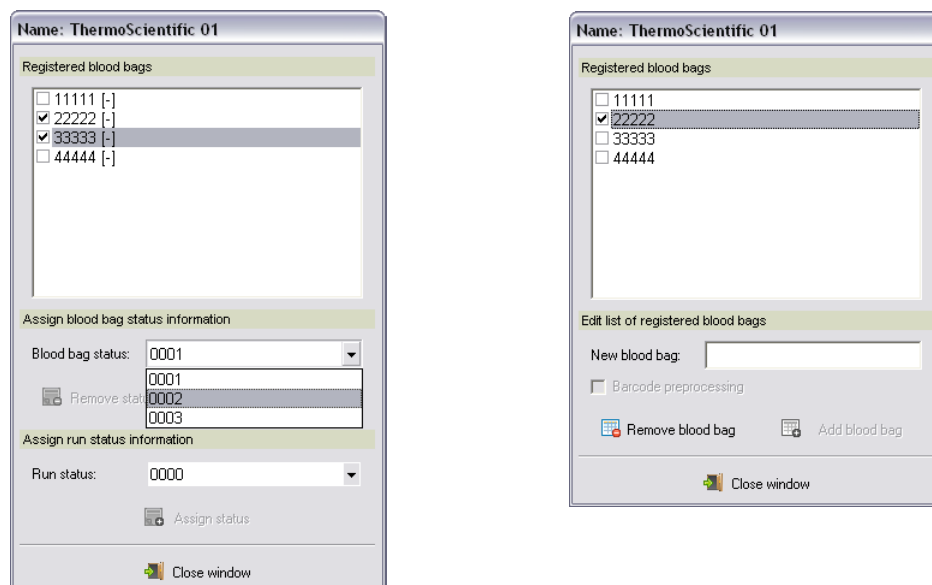 Name: ThermoScientific 01
Registered blood bags
11111 [-]
22222 [-]
33333 [-]
44444 [-]
Assign blood bag status information
Blood bag status: 0001
0001
Remove stat 0002
0003
Assign run status information
Run status: 0000
Assign status
Close window
Name: ThermoScientific 01
Registered blood bags
11111
22222
33333
44444
Edit list of registered blood bags
New blood bag:
Barcode preprocessing
Remove blood bag Add blood bag
Close window